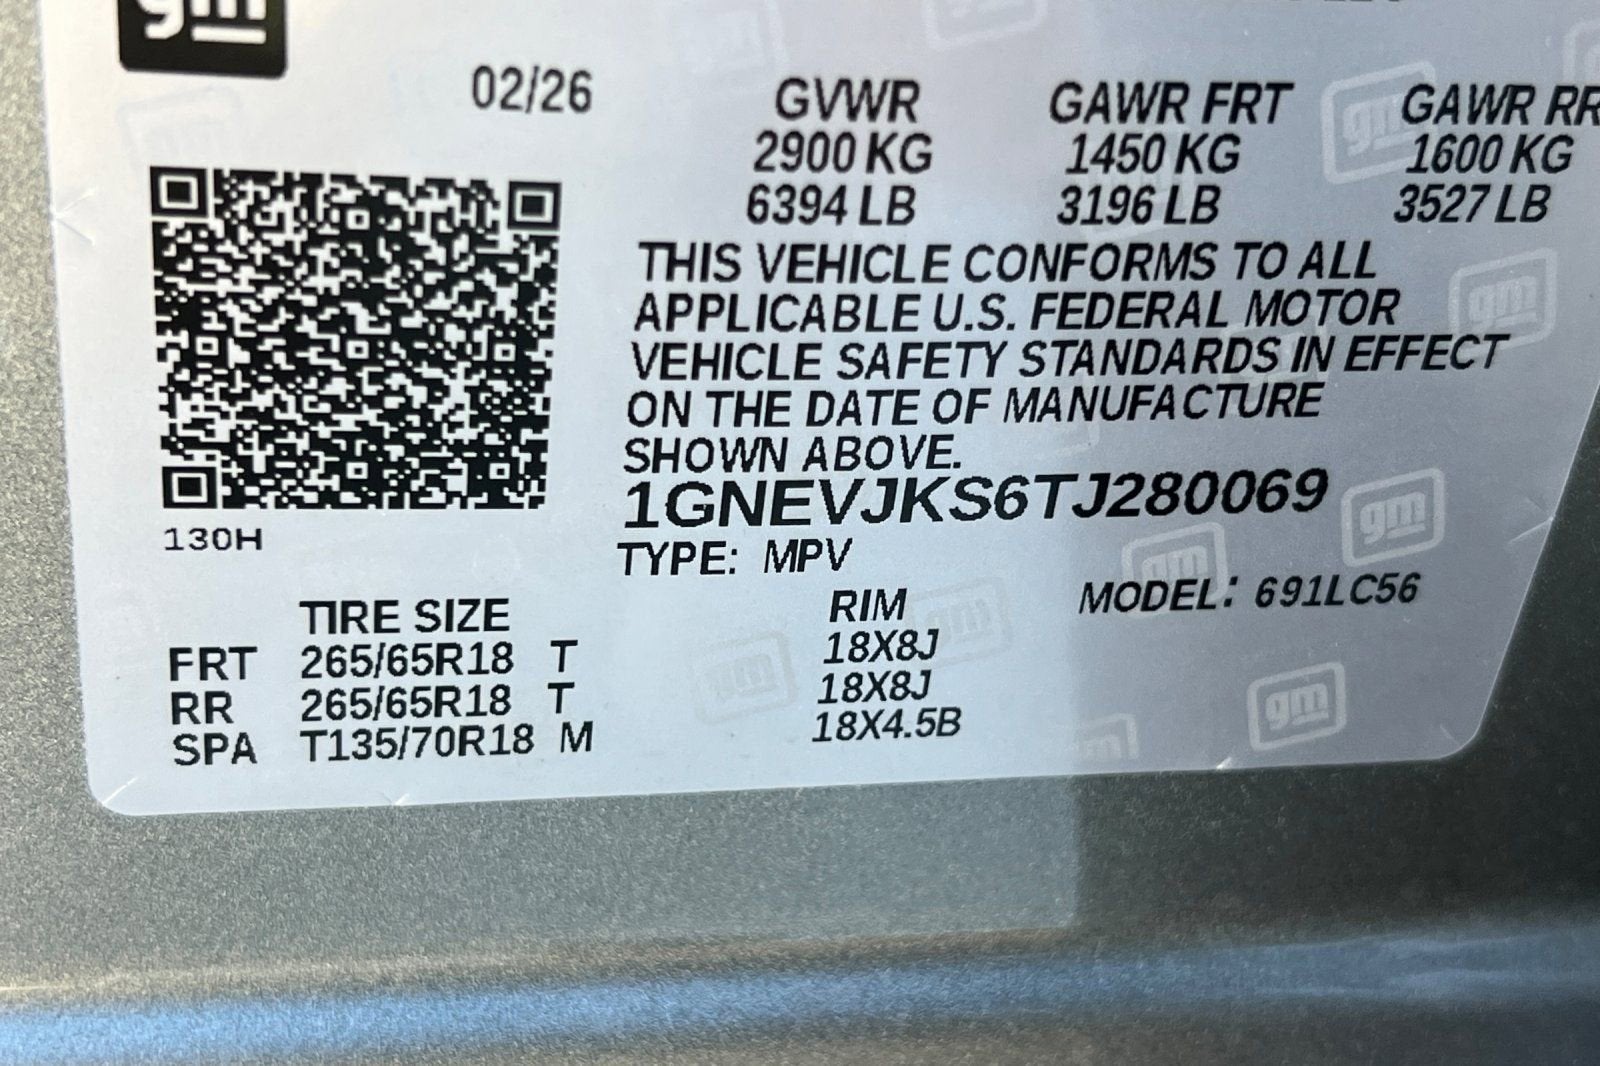 gm
02/26
GVWR GAWR FRT GAWR RR
2900 KG 1450 KG 1600 KG
6394 LB 3196 LB 3527 LB
THIS VEHICLE CONFORMS TO ALL
APPLICABLE U.S. FEDERAL MOTOR
VEHICLE SAFETY STANDARDS IN EFFECT
ON THE DATE OF MANUFACTURE
SHOWN ABOVE.
1GNEVJKS6TJ280069
130H
TYPE: MPV
MODEL: 691LC56
TIRE SIZE RIM
FRT 265/65R18 T 18X8J
RR 265/65R18 T 18X8J
SPA T135/70R18 M 18X4.5B